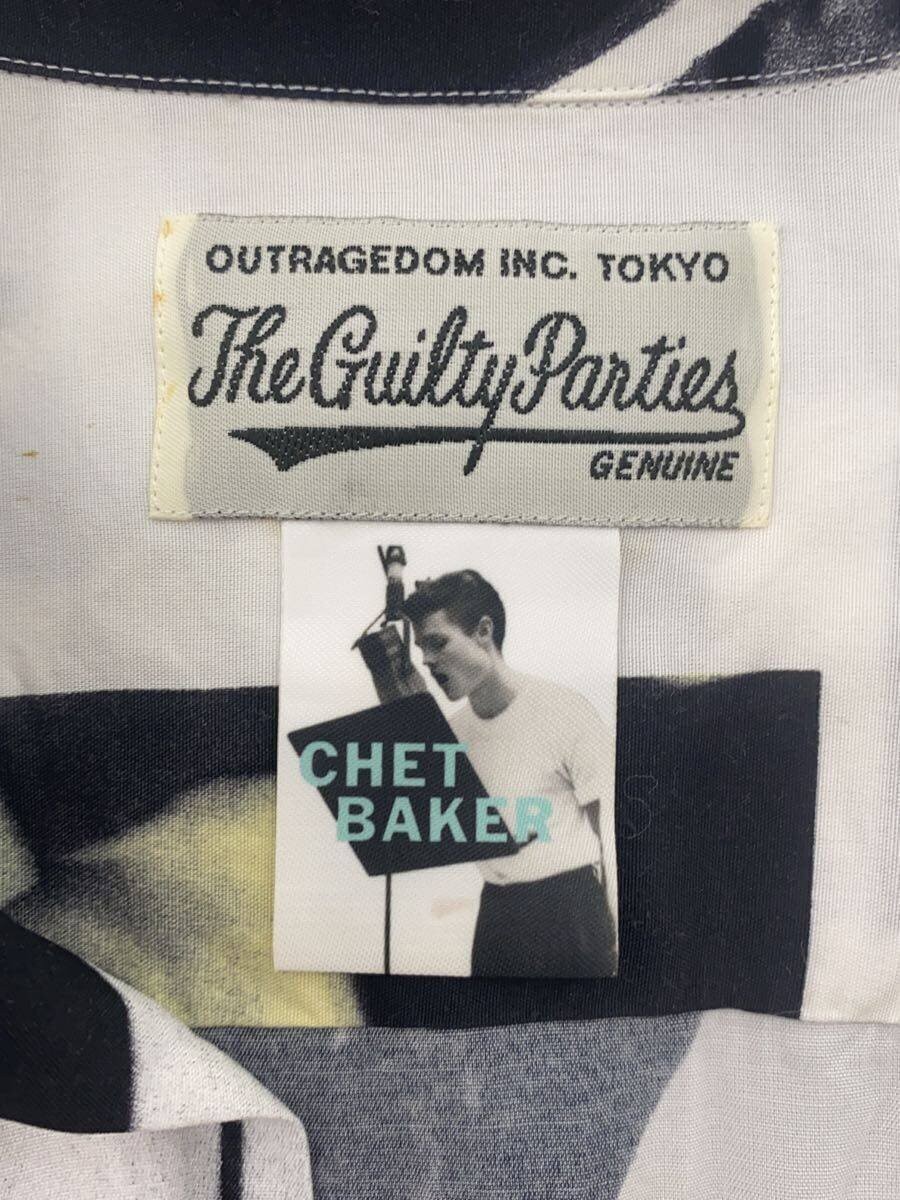 OUTRAGEDOM INC. TOKYO
The Guilty Parties
GENUINE
CHET
BAKER